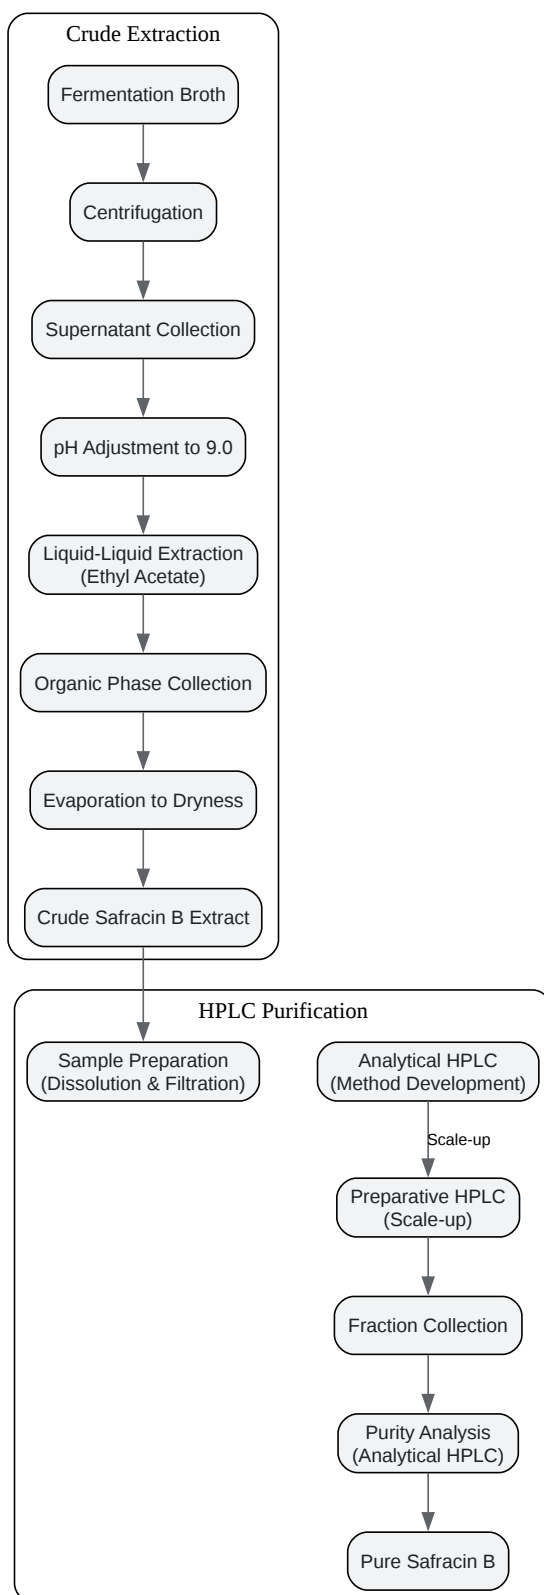 Crude Extraction
Fermentation Broth
Centrifugation
Supernatant Collection
pH Adjustment to 9.0
Liquid-Liquid Extraction
(Ethyl Acetate)
Organic Phase Collection
Evaporation to Dryness
Crude Safracin B Extract
HPLC Purification
Sample Preparation
(Dissolution & Filtration)
Analytical HPLC
(Method Development)
Scale-up
Preparative HPLC
(Scale-up)
Fraction Collection
Purity Analysis
(Analytical HPLC)
Pure Safracin B